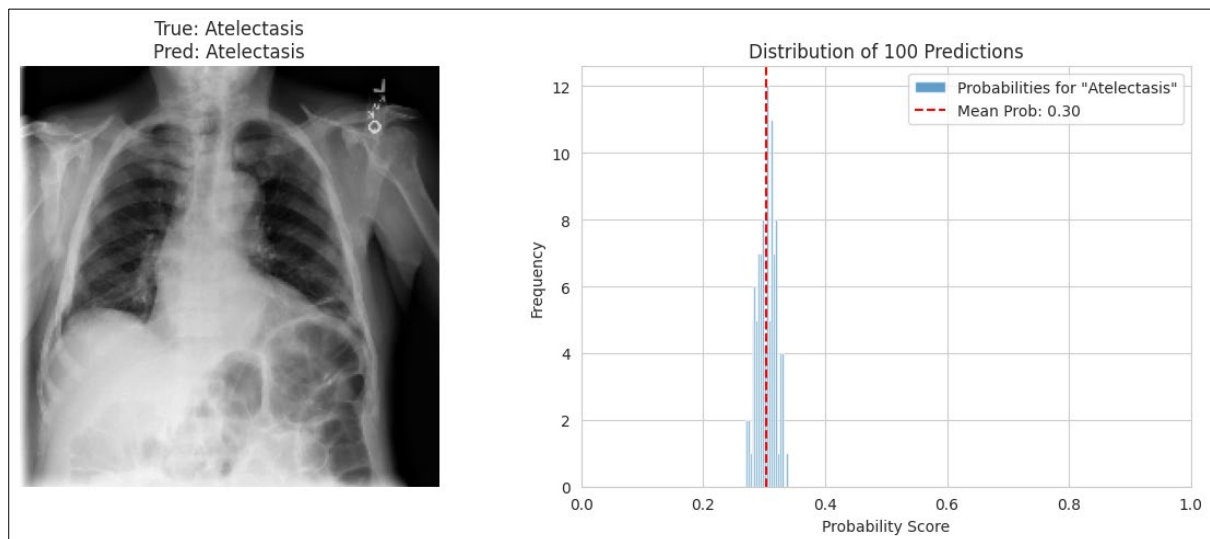 True: Atelectasis
Pred: Atelectasis
Distribution of 100 Predictions
Probabilities for "Atelectasis"
Mean Prob: 0.30
Frequency
12
10
8
6
4
2
0
0.0 0.2 0.4 0.6 0.8 1.0
Probability Score
L